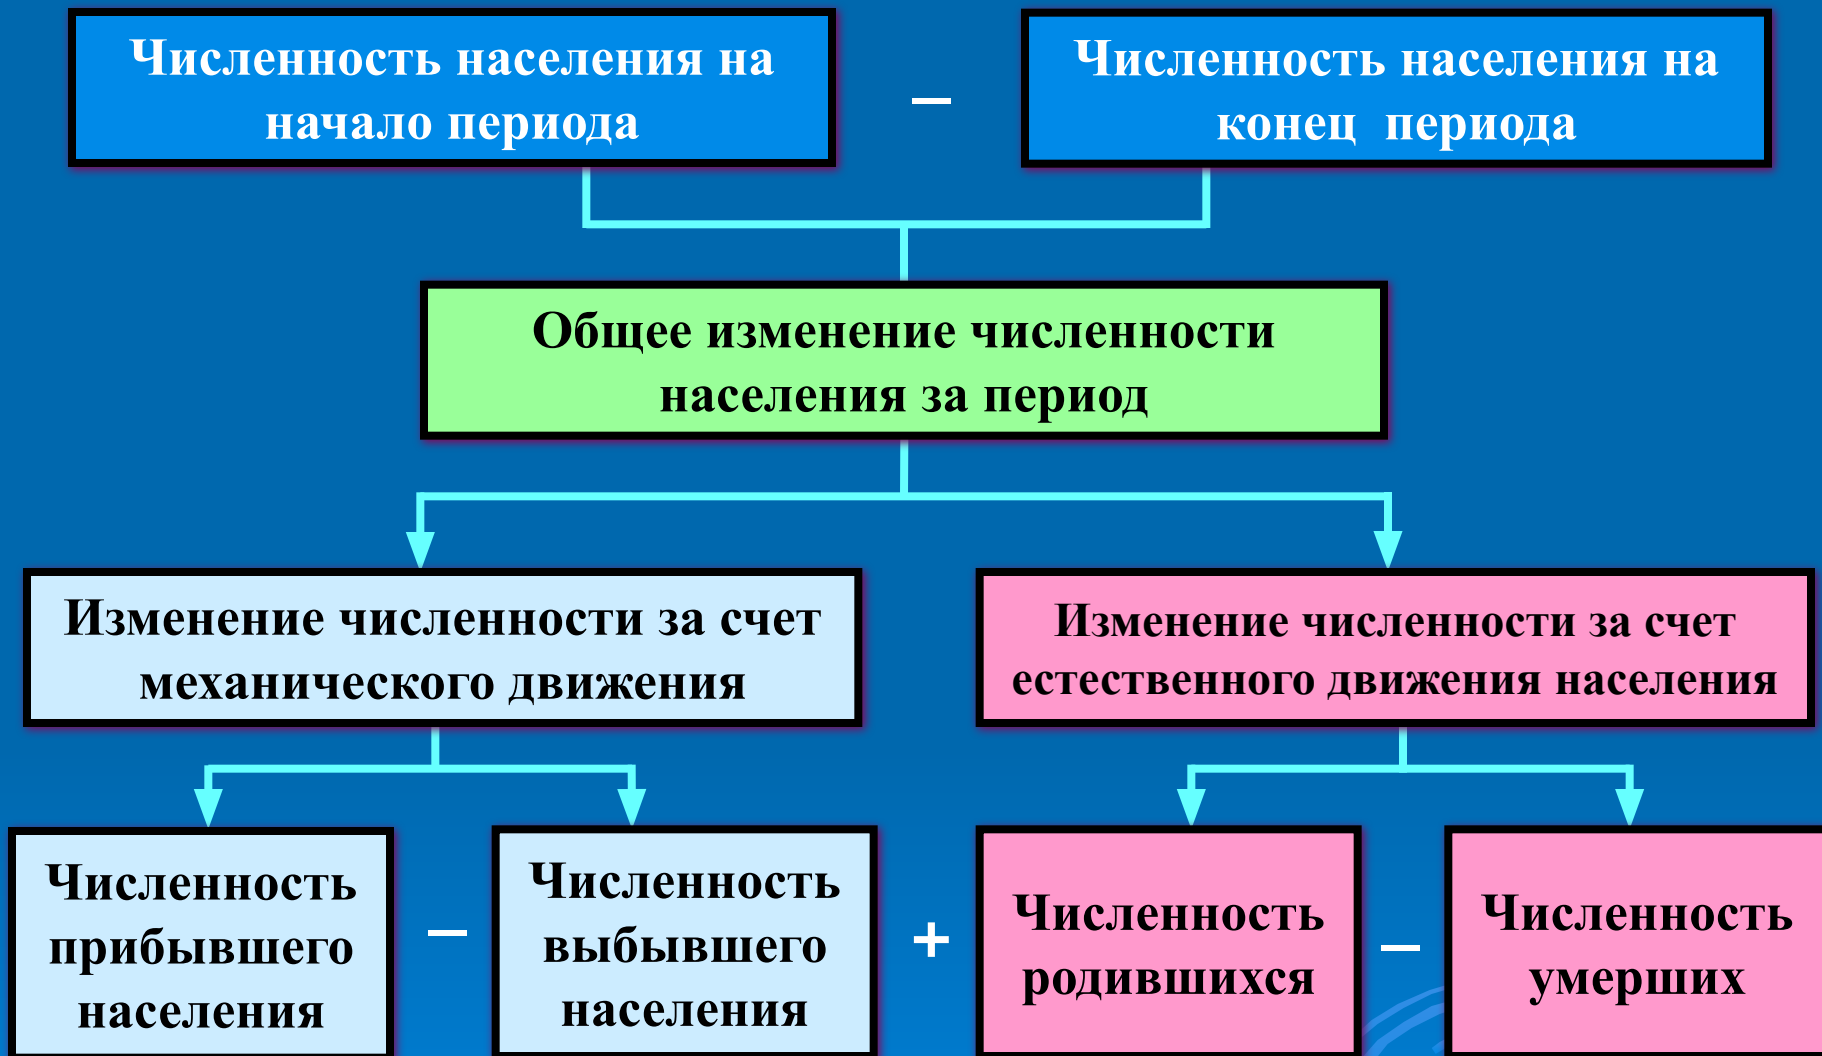 Численность населения на
начало периода
–
Численность населения на
конец  периода
Общее изменение численности
населения за период
Изменение численности за счет
механического движения
Изменение численности за счет
естественного движения населения
Численность
прибывшего
населения
–
Численность
выбывшего
населения
+
Численность
родившихся
–
Численность
умерших